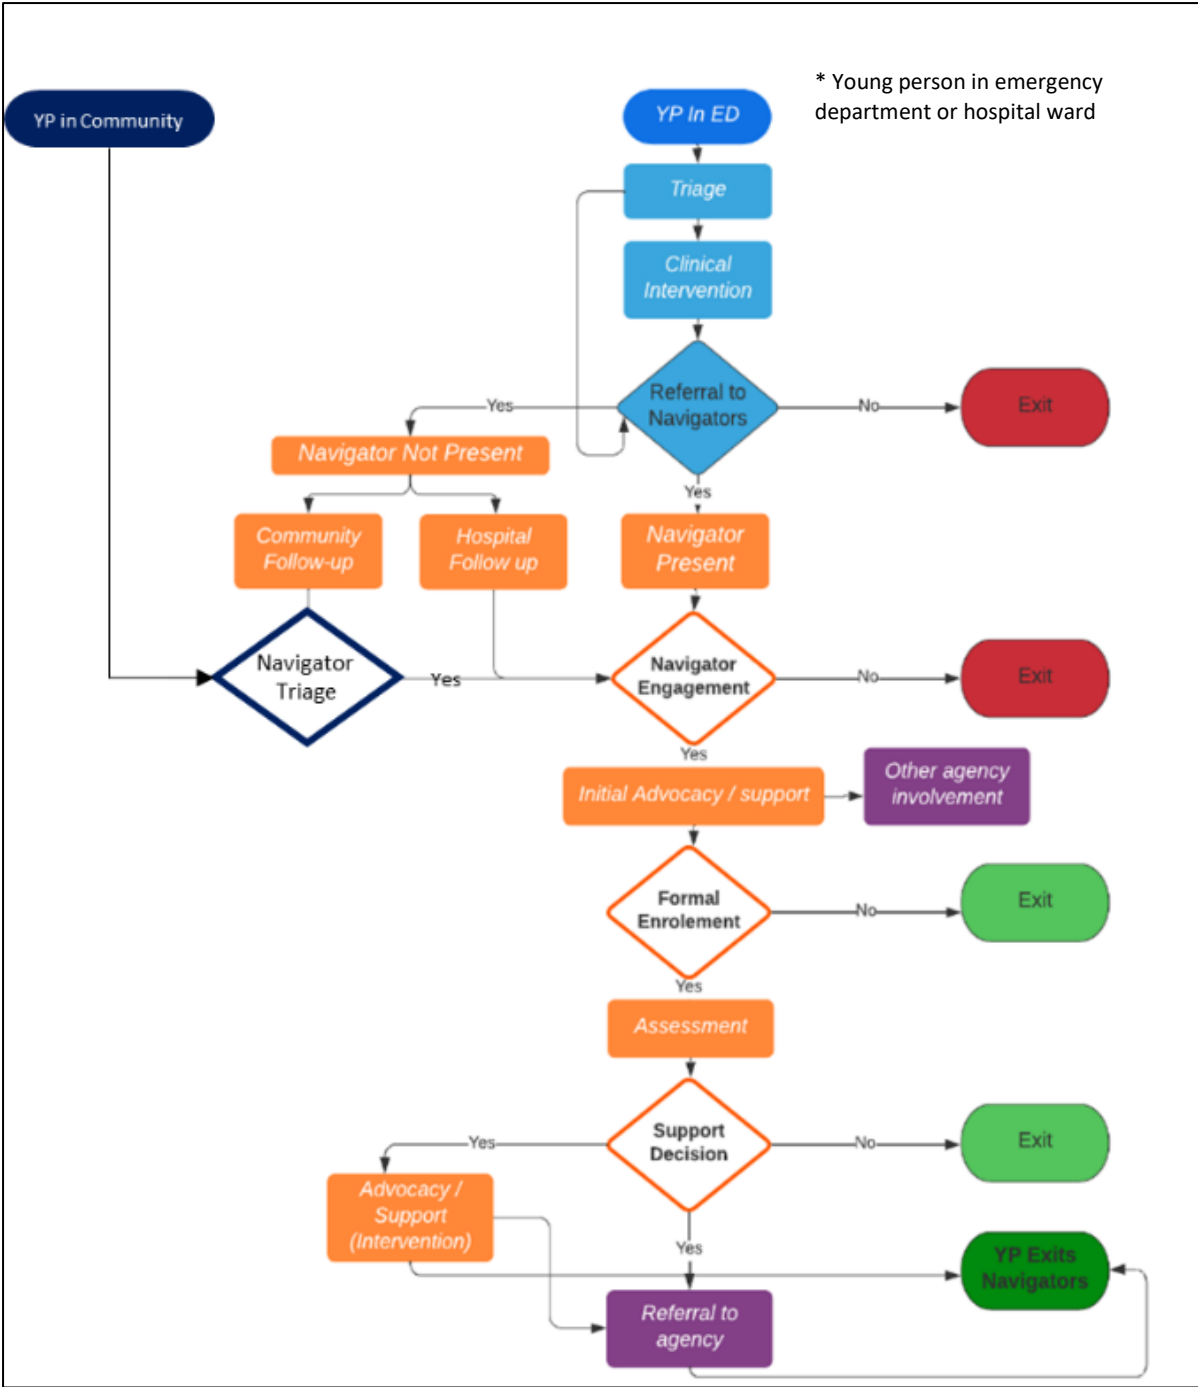 * Young person in emergency
department or hospital ward
YP in Community
YP In ED
Triage
Clinical
Intervention
Referral to
Navigators
Yes
No
Exit
Navigator Not Present
Yes
Community
Follow-up
Hospital
Follow up
Navigator
Present
Navigator
Triage
Yes
Navigator
Engagement
No
Exit
Yes
Initial Advocacy / support
Other agency
involvement
Formal
Enrolement
No
Exit
Yes
Assessment
Support
Decision
Yes
No
Exit
Advocacy /
Support
(Intervention)
Yes
YP Exits
Navigators
Referral to
agency